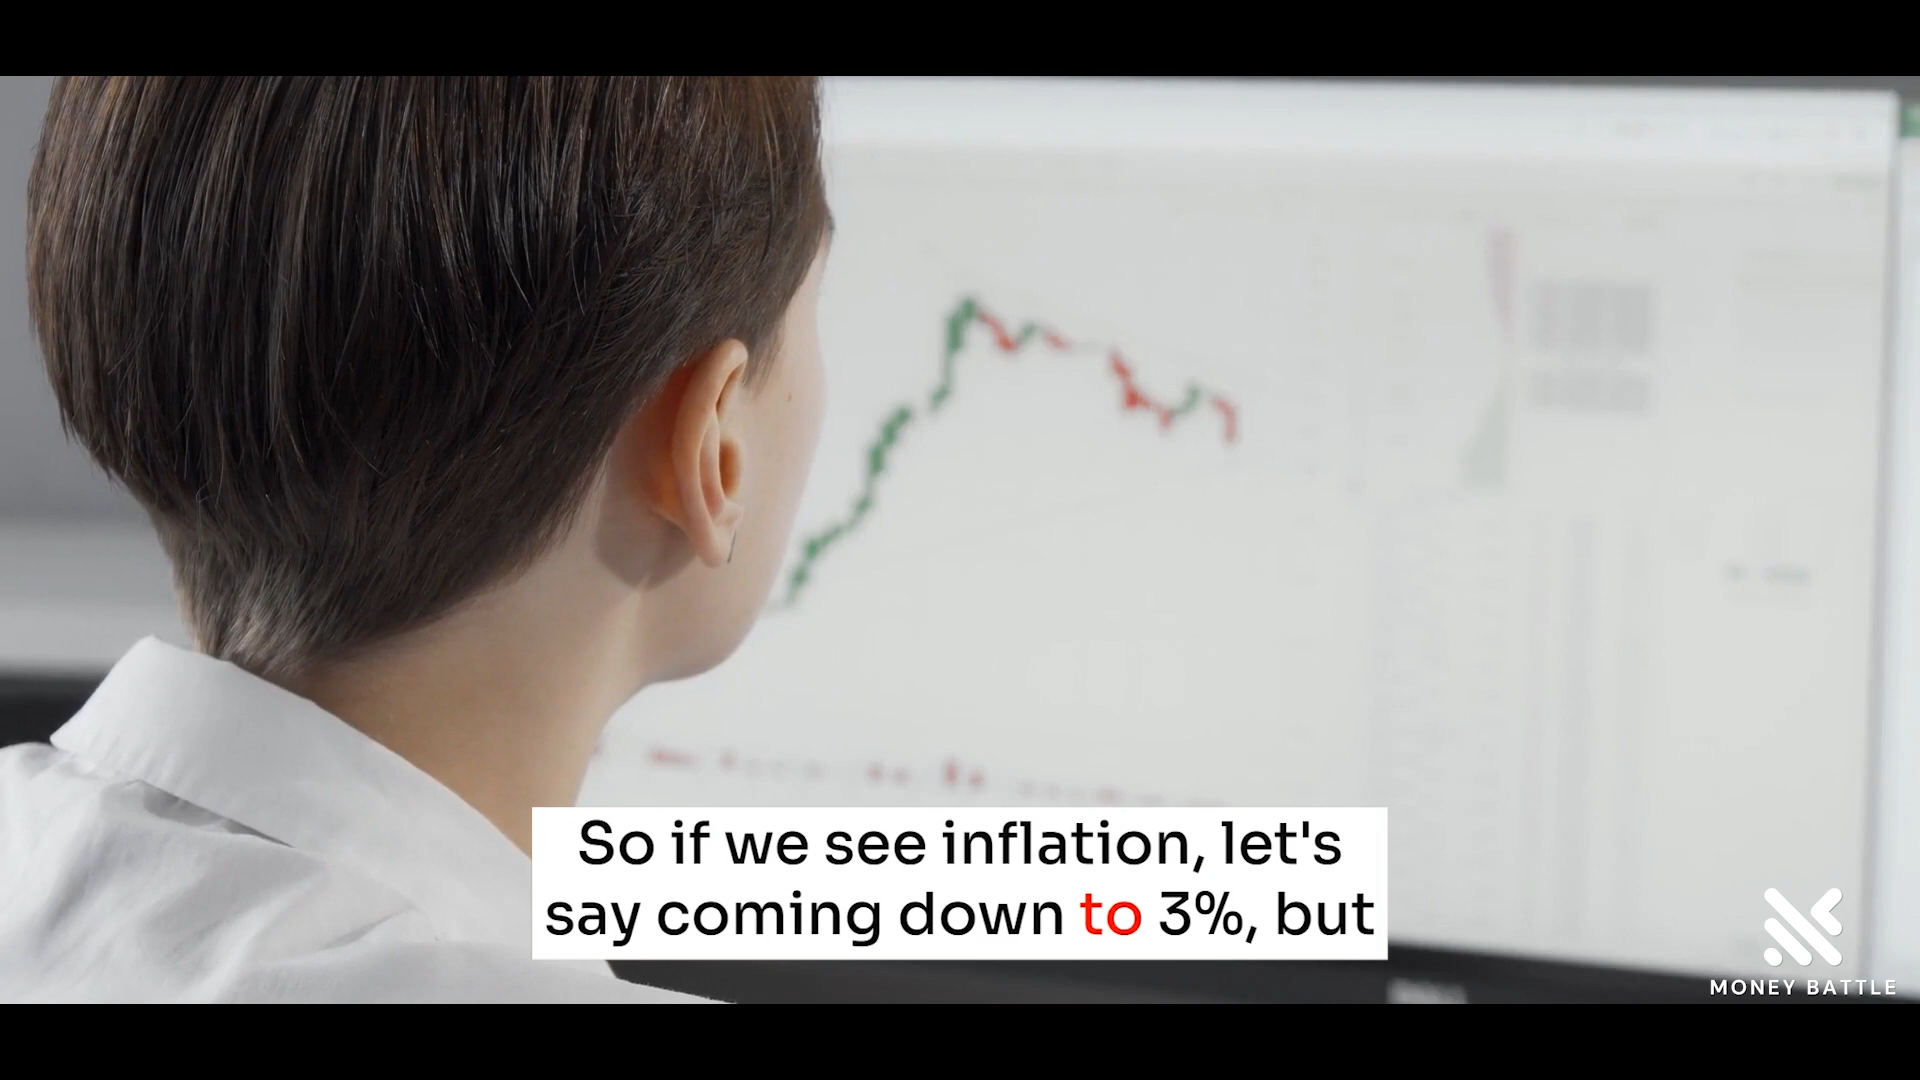 So if we see inflation, let's
say coming down to 3%, but
MONEY BATTLE